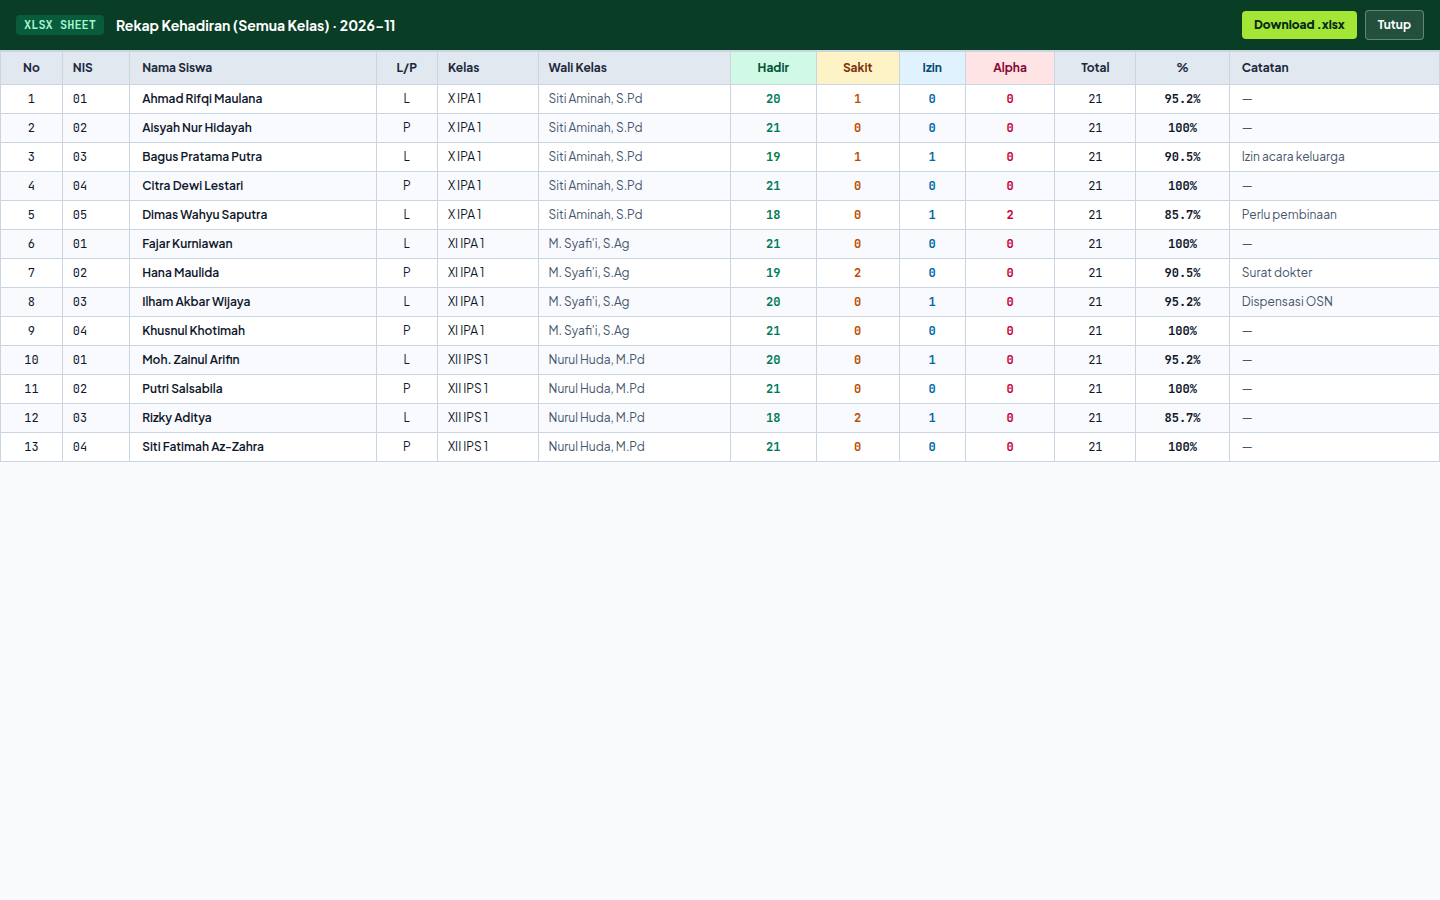 XLSX SHEET Rekap Kehadiran (Semua Kelas) · 2026-11 Download .xlsx Tutup
No NIS Nama Siswa L/P Kelas Wali Kelas Hadir Sakit Izin Alpha Total % Catatan
1 01 Ahmad Rifqi Maulana L X IPA 1 Siti Aminah, S.Pd 20 1 0 0 21 95.2% —
2 02 Aisyah Nur Hidayah P X IPA 1 Siti Aminah, S.Pd 21 0 0 0 21 100% —
3 03 Bagus Pratama Putra L X IPA 1 Siti Aminah, S.Pd 19 1 1 0 21 90.5% Izin acara keluarga
4 04 Citra Dewi Lestari P X IPA 1 Siti Aminah, S.Pd 21 0 0 0 21 100% —
5 05 Dimas Wahyu Saputra L X IPA 1 Siti Aminah, S.Pd 18 0 1 2 21 85.7% Perlu pembinaan
6 01 Fajar Kurniawan L XI IPA 1 M. Syafi'i, S.Ag 21 0 0 0 21 100% —
7 02 Hana Maulida P XI IPA 1 M. Syafi'i, S.Ag 19 2 0 0 21 90.5% Surat dokter
8 03 Ilham Akbar Wijaya L XI IPA 1 M. Syafi'i, S.Ag 20 0 1 0 21 95.2% Dispensasi OSN
9 04 Khusnul Khotimah P XI IPA 1 M. Syafi'i, S.Ag 21 0 0 0 21 100% —
10 01 Moh. Zainul Arifin L XII IPS 1 Nurul Huda, M.Pd 20 0 1 0 21 95.2% —
11 02 Putri Salsabila P XII IPS 1 Nurul Huda, M.Pd 21 0 0 0 21 100% —
12 03 Rizky Aditya L XII IPS 1 Nurul Huda, M.Pd 18 2 1 0 21 85.7% —
13 04 Siti Fatimah Az-Zahra P XII IPS 1 Nurul Huda, M.Pd 21 0 0 0 21 100% —